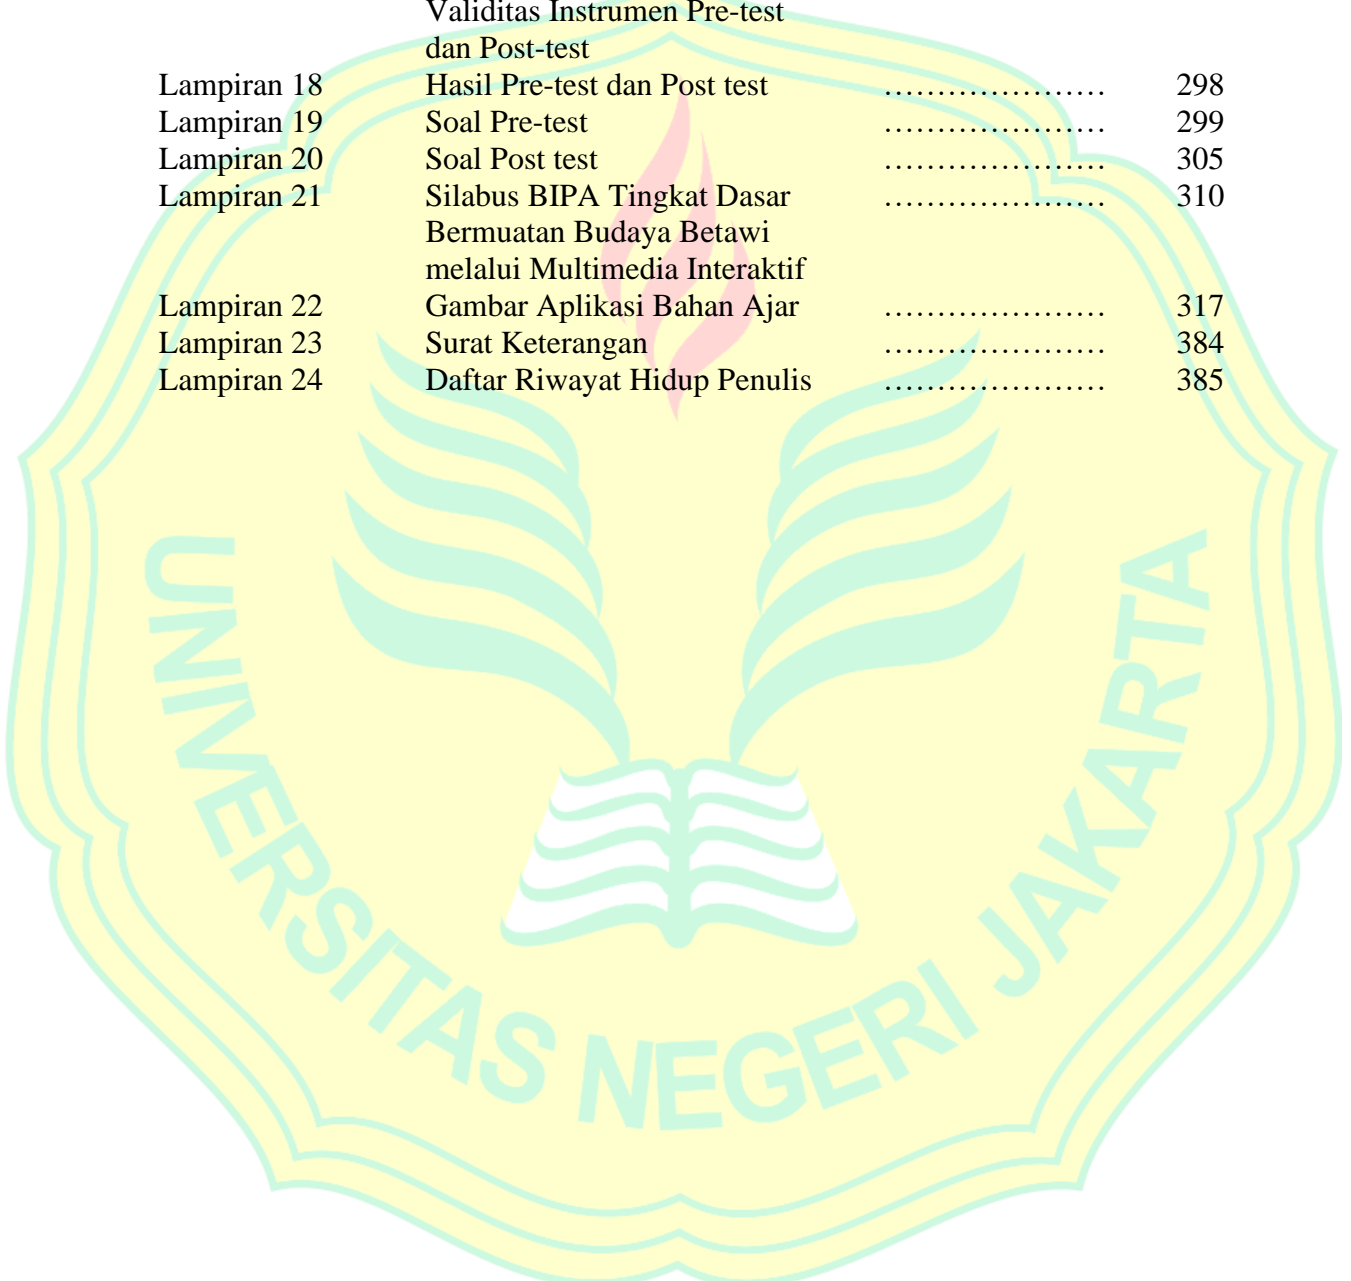 Validitas Instrumen Pre-test
dan Post-test
Lampiran 18 Hasil Pre-test dan Post test ………………… 298
Lampiran 19 Soal Pre-test ………………… 299
Lampiran 20 Soal Post test ………………… 305
Lampiran 21 Silabus BIPA Tingkat Dasar ………………… 310
Bermuatan Budaya Betawi
melalui Multimedia Interaktif
Lampiran 22 Gambar Aplikasi Bahan Ajar ………………… 317
Lampiran 23 Surat Keterangan ………………… 384
Lampiran 24 Daftar Riwayat Hidup Penulis ………………… 385
UNIVERSITAS NEGERI JAKARTA